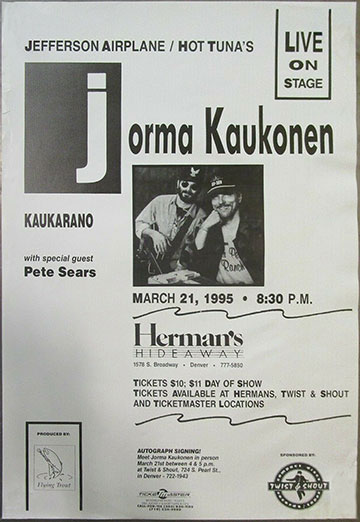 JEFFERSON AIRPLANE / HOT TUNA'S
LIVE
ON
STAGE
jorma Kaukonen
KAUKARANO
with special guest
Pete Sears
MARCH 21, 1995 • 8:30 P.M.
Herman's
HIDEAWAY
1578 S. Broadway • Denver • 777-5850
TICKETS $10; $11 DAY OF SHOW
TICKETS AVAILABLE AT HERMANS, TWIST & SHOUT
AND TICKETMASTER LOCATIONS
PRODUCED BY:
Flying Trout
AUTOGRAPH SIGNING!
Meet Jorma Kaukonen in person
March 21st between 4 & 5 p.m.
at Twist & Shout, 724 S. Pearl St.,
in Denver - 722-1943
TICKETMASTER
SPONSORED BY:
TWIST & SHOUT